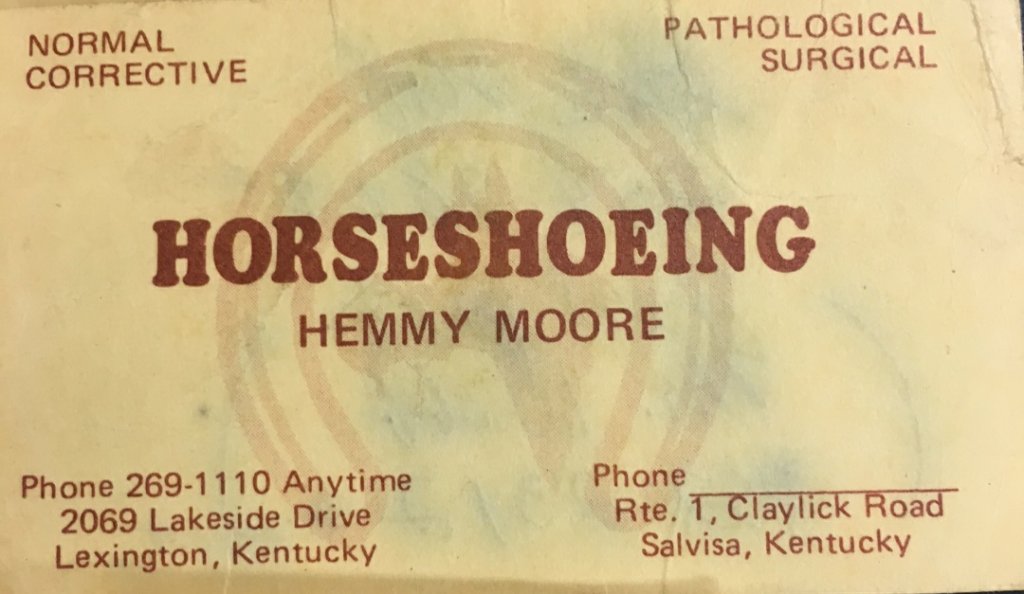 NORMAL
CORRECTIVE
PATHOLOGICAL
SURGICAL
HORSESHOEING
HEMMY MOORE
Phone 269-1110 Anytime
2069 Lakeside Drive
Lexington, Kentucky
Phone
Rte. 1, Claylick Road
Salvisa, Kentucky